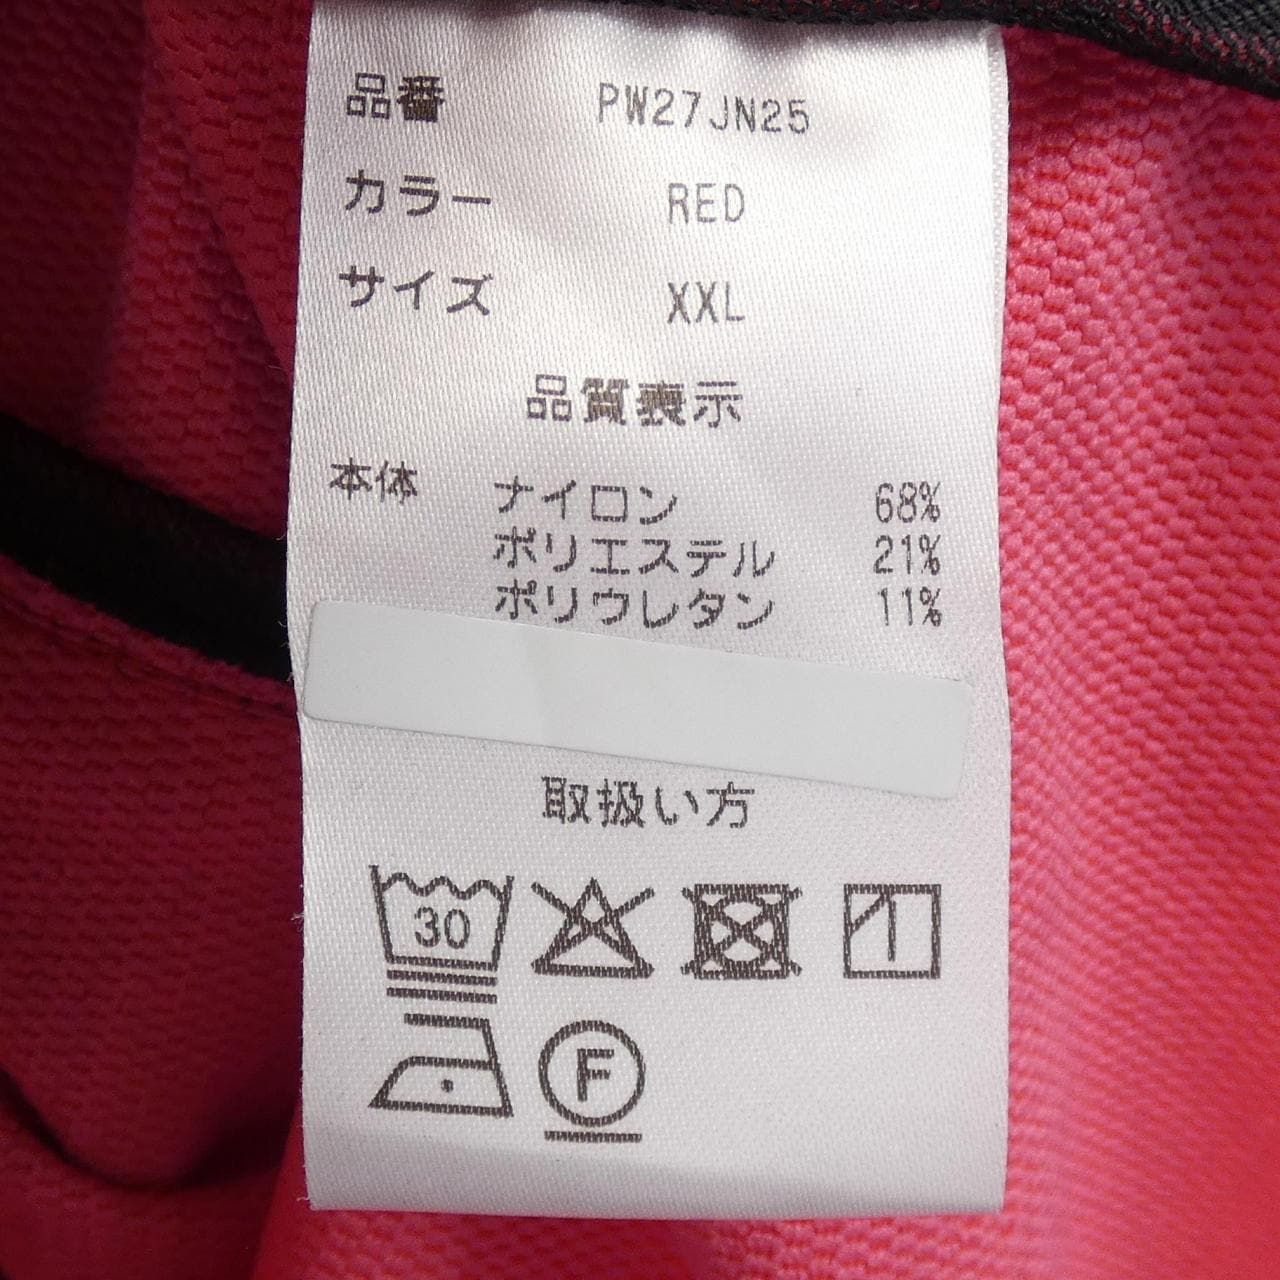 品番 PW27JN25
カラー RED
サイズ XXL
品質表示
本体 ナイロン 68%
ポリエステル 21%
ポリウレタン 11%
取扱い方
30
F